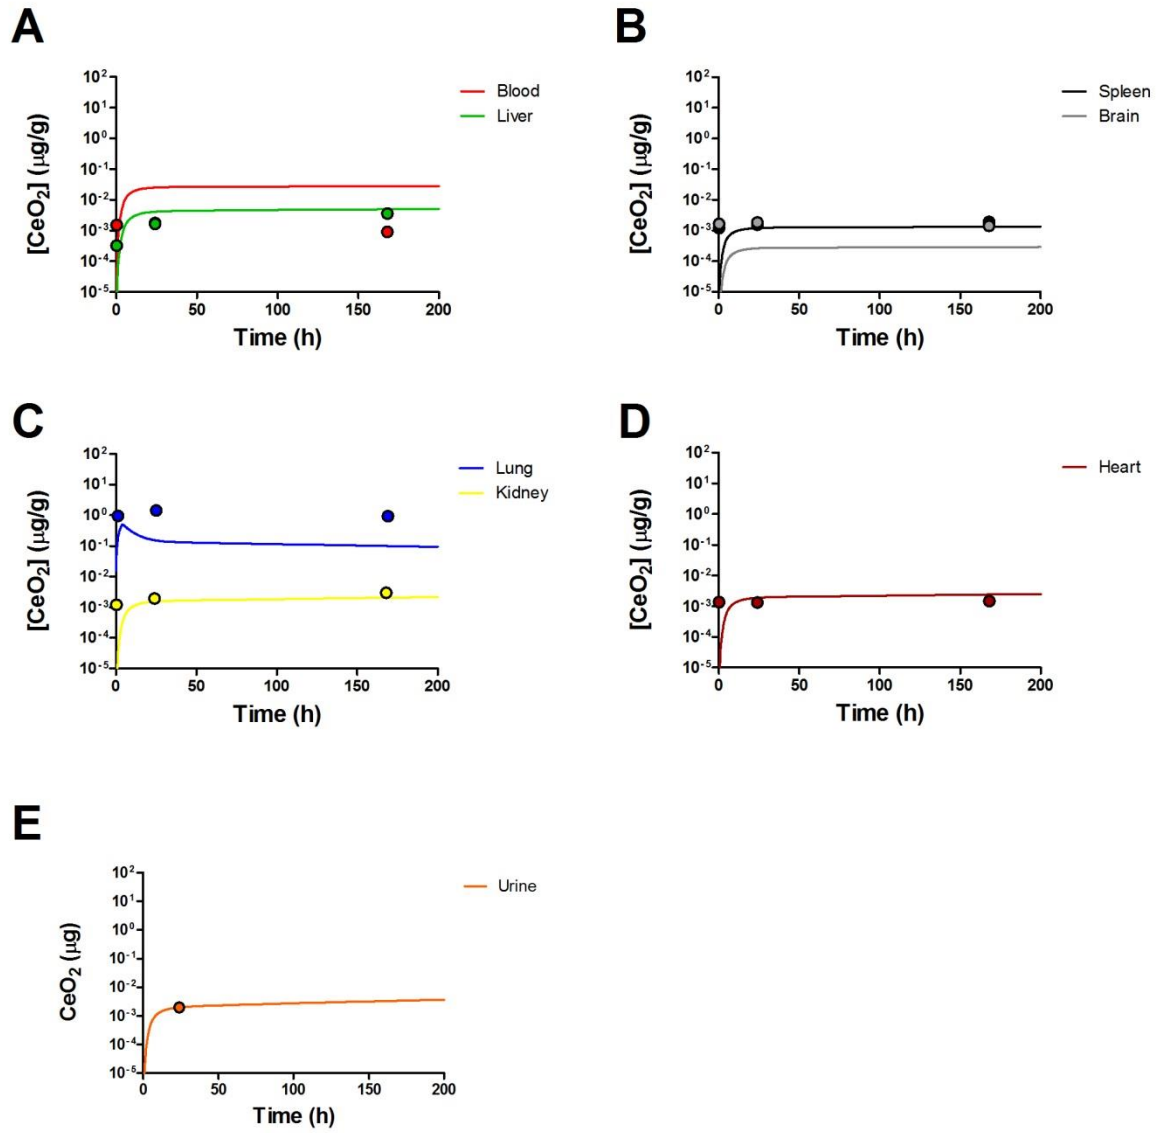 A
B
10² 10¹ 10⁰ 10⁻¹ 10⁻² 10⁻³ 10⁻⁴ 10⁻⁵
[CeO₂] (μg/g)
0 50 100 150 200
Time (h)
Blood
Liver
10² 10¹ 10⁰ 10⁻¹ 10⁻² 10⁻³ 10⁻⁴ 10⁻⁵
[CeO₂] (μg/g)
0 50 100 150 200
Time (h)
Spleen
Brain
C
D
10² 10¹ 10⁰ 10⁻¹ 10⁻² 10⁻³ 10⁻⁴ 10⁻⁵
[CeO₂] (μg/g)
0 50 100 150 200
Time (h)
Lung
Kidney
10² 10¹ 10⁰ 10⁻¹ 10⁻² 10⁻³ 10⁻⁴ 10⁻⁵
[CeO₂] (μg/g)
0 50 100 150 200
Time (h)
Heart
E
10² 10¹ 10⁰ 10⁻¹ 10⁻² 10⁻³ 10⁻⁴ 10⁻⁵
CeO₂ (μg)
0 50 100 150 200
Time (h)
Urine